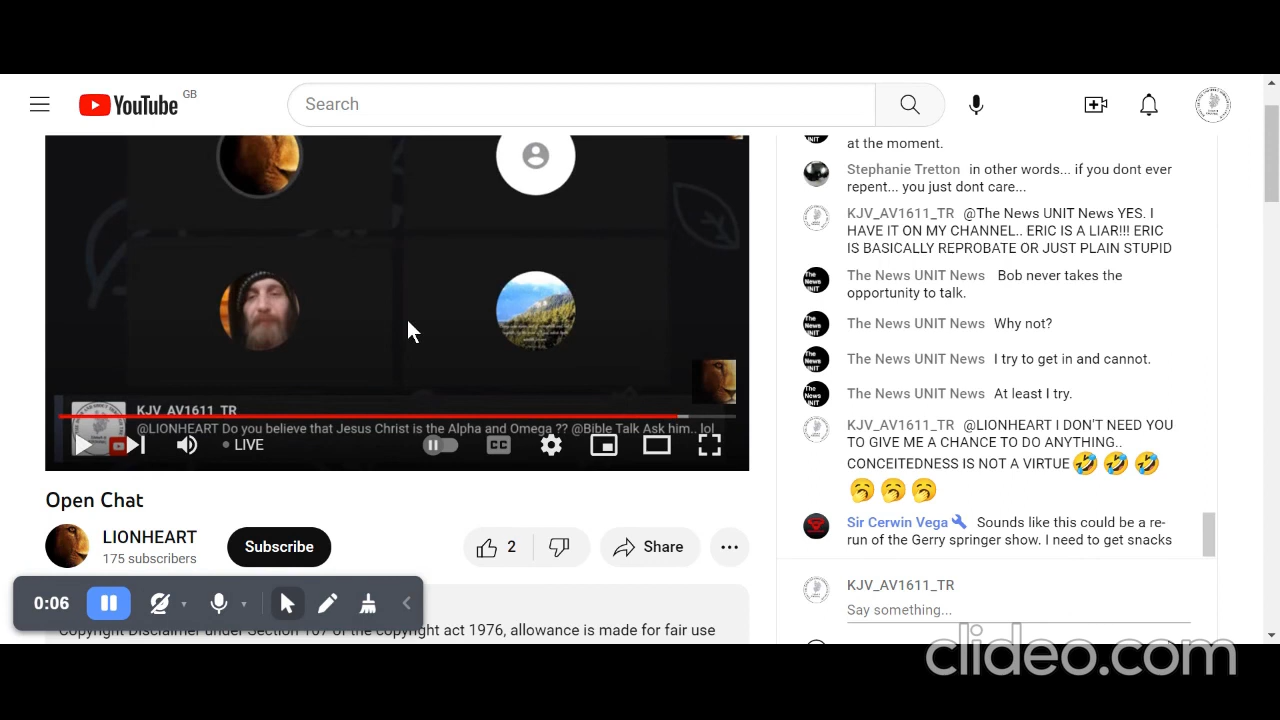 YouTube GB
Search
KJV_AV1611_TR
@LIONHEART Do you believe that Jesus Christ is the Alpha and Omega ?? @Bible Talk Ask him.. lol
LIVE
CC
Open Chat
LIONHEART
175 subscribers
Subscribe
2
Share
0:06
Copyright Disclaimer under Section 107 of the copyright act 1976, allowance is made for fair use
at the moment.
Stephanie Tretton in other words... if you dont ever
repent... you just dont care...
KJV_AV1611_TR @The News UNIT News YES. I
HAVE IT ON MY CHANNEL.. ERIC IS A LIAR!!! ERIC
IS BASICALLY REPROBATE OR JUST PLAIN STUPID
The News UNIT News Bob never takes the
opportunity to talk.
The News UNIT News Why not?
The News UNIT News I try to get in and cannot.
The News UNIT News At least I try.
KJV_AV1611_TR @LIONHEART I DON'T NEED YOU
TO GIVE ME A CHANCE TO DO ANYTHING..
CONCEITEDNESS IS NOT A VIRTUE 🤣 🤣 🤣
🥱 🥱 🥱
Sir Cerwin Vega Sounds like this could be a re-
run of the Gerry springer show. I need to get snacks
KJV_AV1611_TR
Say something...
clideo.com